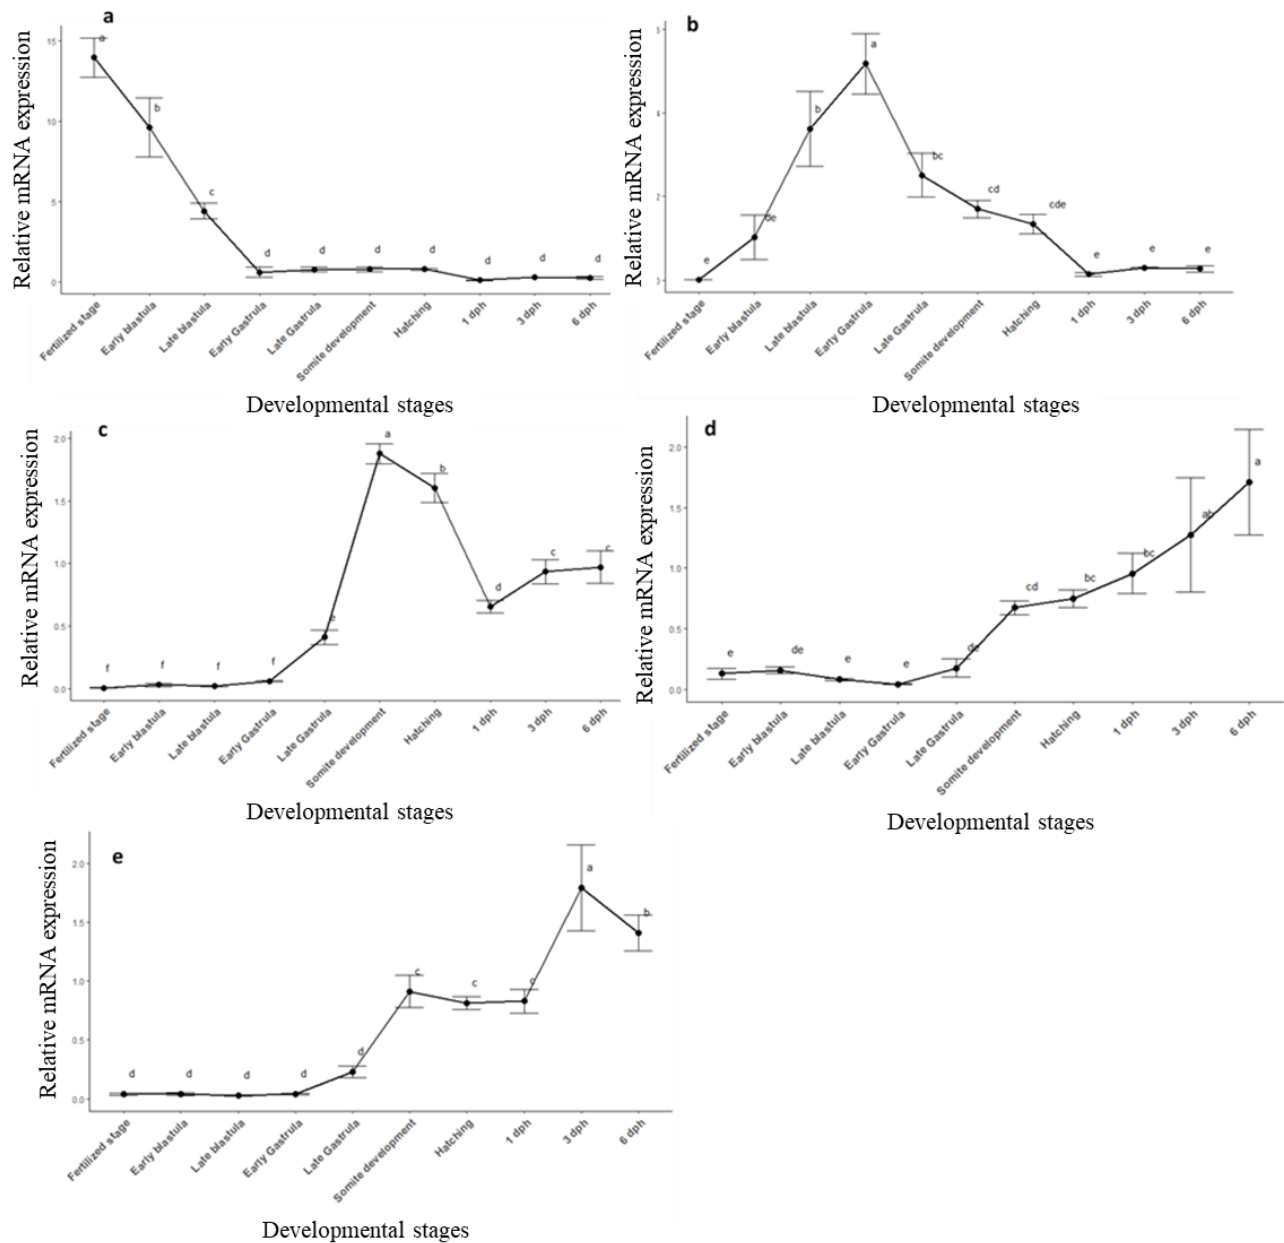 a
Relative mRNA expression
15
10
5
0
a
b
c
d
d
d
d
d
d
d
Fertilized stage
Early blastula
Late blastula
Early Gastrula
Late Gastrula
Somite development
Hatching
1 dph
3 dph
6 dph
Developmental stages
b
Relative mRNA expression
4
2
e
de
b
a
bc
cd
cde
e
e
e
Fertilized stage
Early blastula
Late blastula
Early Gastrula
Late Gastrula
Somite development
Hatching
1 dph
3 dph
6 dph
Developmental stages
c
Relative mRNA expression
2.0
1.5
1.0
0.5
0.0
f
f
f
f
a
b
d
c
c
Fertilized stage
Early blastula
Late blastula
Early Gastrula
Late Gastrula
Somite development
Hatching
1 dph
3 dph
6 dph
Developmental stages
d
Relative mRNA expression
2.0
1.5
1.0
0.5
0.0
e
de
e
e
de
cd
bc
bc
ab
a
Fertilized stage
Early blastula
Late blastula
Early Gastrula
Late Gastrula
Somite development
Hatching
1 dph
3 dph
6 dph
Developmental stages
e
Relative mRNA expression
2.0
1.5
1.0
0.5
0.0
d
d
d
d
d
c
c
c
a
b
Fertilized stage
Early blastula
Late blastula
Early Gastrula
Late Gastrula
Somite development
Hatching
1 dph
3 dph
6 dph
Developmental stages